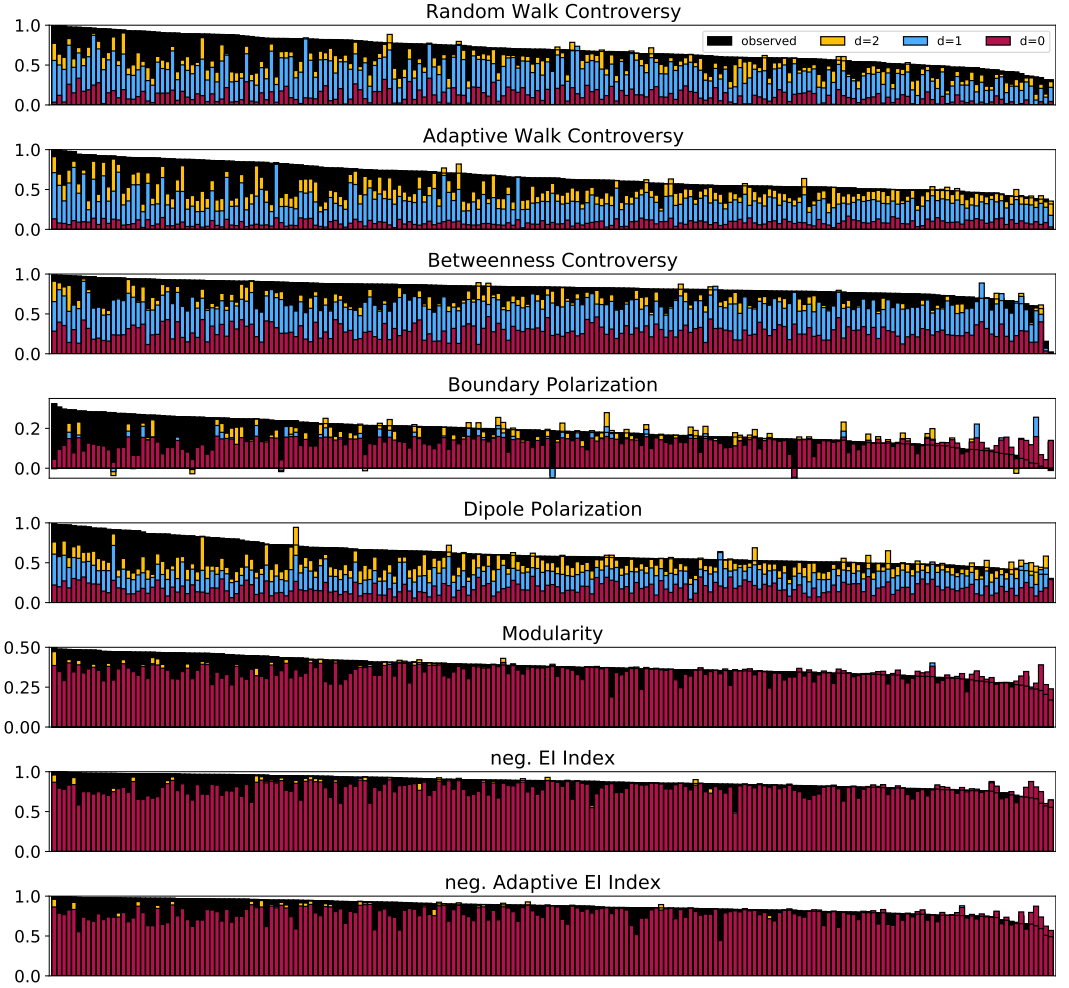 Random Walk Controversy
1.0
0.5
0.0
observed d=2 d=1 d=0
Adaptive Walk Controversy
1.0
0.5
0.0
Betweenness Controversy
1.0
0.5
0.0
Boundary Polarization
0.2
0.0
Dipole Polarization
1.0
0.5
0.0
Modularity
0.50
0.25
0.00
neg. EI Index
1.0
0.5
0.0
neg. Adaptive EI Index
1.0
0.5
0.0